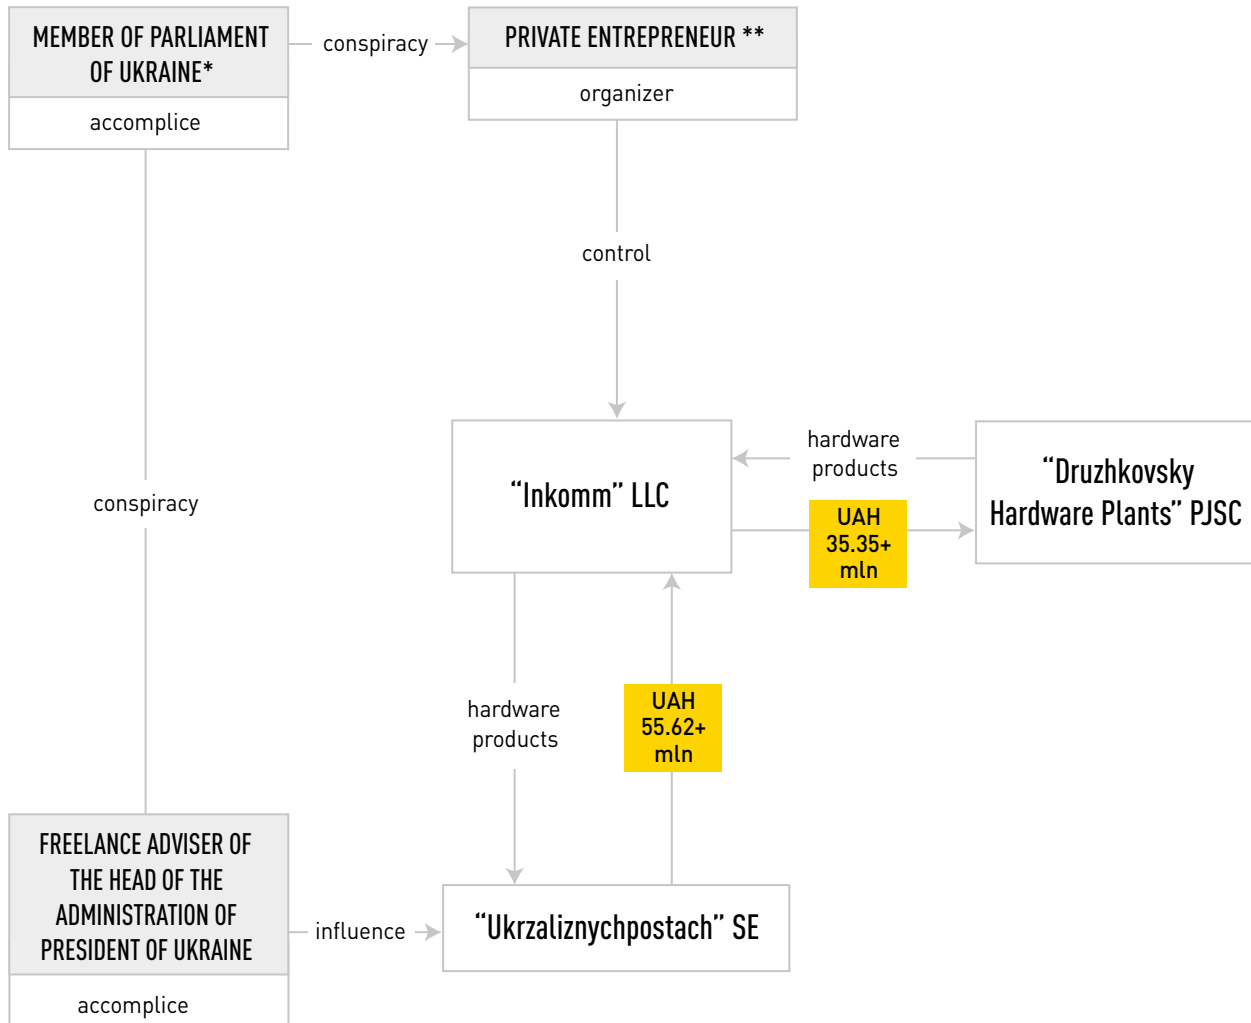 MEMBER OF PARLIAMENT
OF UKRAINE*
accomplice
conspiracy
PRIVATE ENTREPRENEUR **
organizer
control
conspiracy
“Inkomm” LLC
hardware
products
UAH
35.35+
mln
“Druzhkovsky
Hardware Plants” PJSC
hardware
products
UAH
55.62+
mln
FREELANCE ADVISER OF
THE HEAD OF THE
ADMINISTRATION OF
PRESIDENT OF UKRAINE
accomplice
influence
“Ukrzaliznychpostach” SE